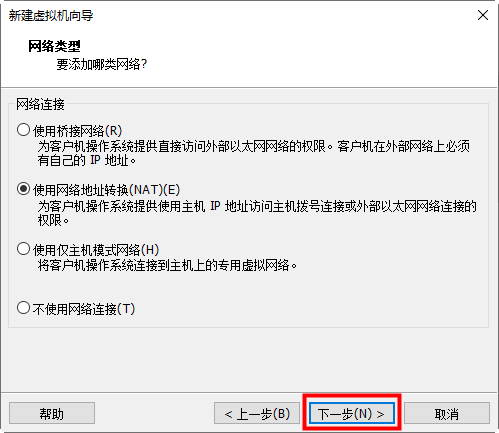 新建虚拟机向导
网络类型
要添加哪类网络?
网络连接
使用桥接网络(R)
为客户机操作系统提供直接访问外部以太网网络的权限。客户机在外部网络上必须
有自己的 IP 地址。
使用网络地址转换(NAT)(E)
为客户机操作系统提供使用主机 IP 地址访问主机拨号连接或外部以太网网络连接的
权限。
使用仅主机模式网络(H)
将客户机操作系统连接到主机上的专用虚拟网络。
不使用网络连接(T)
帮助 < 上一步(B) 下一步(N) > 取消